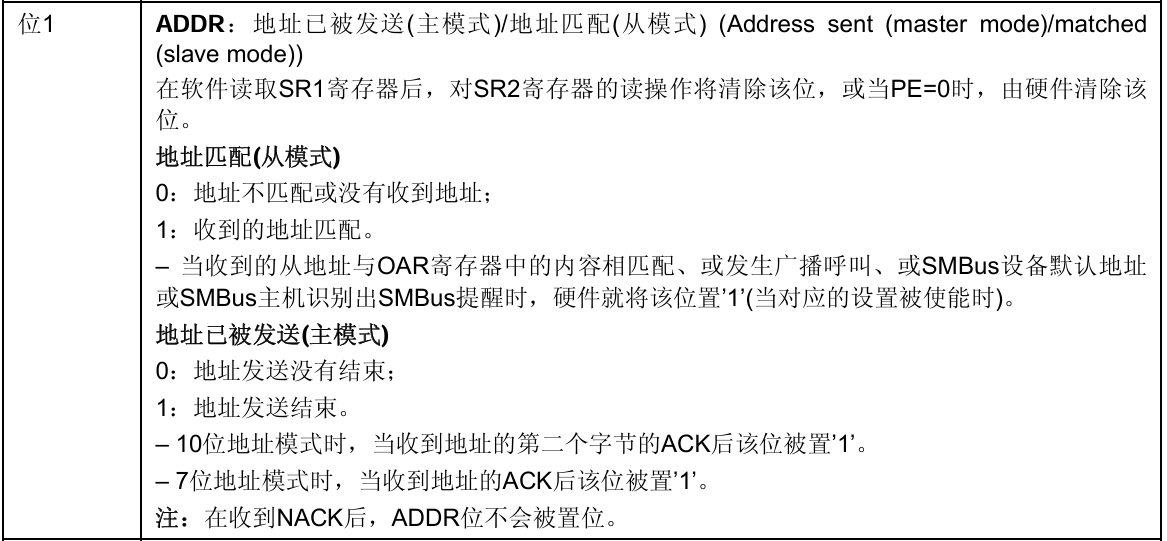 位1
ADDR：地址已被发送(主模式)/地址匹配(从模式) (Address sent (master mode)/matched
(slave mode))
在软件读取SR1寄存器后，对SR2寄存器的读操作将清除该位，或当PE=0时，由硬件清除该
位。
地址匹配(从模式)
0：地址不匹配或没有收到地址；
1：收到的地址匹配。
– 当收到的从地址与OAR寄存器中的内容相匹配、或发生广播呼叫、或SMBus设备默认地址
或SMBus主机识别出SMBus提醒时，硬件就将该位置’1’(当对应的设置被使能时)。
地址已被发送(主模式)
0：地址发送没有结束；
1：地址发送结束。
– 10位地址模式时，当收到地址的第二个字节的ACK后该位被置’1’。
– 7位地址模式时，当收到地址的ACK后该位被置’1’。
注：在收到NACK后，ADDR位不会被置位。